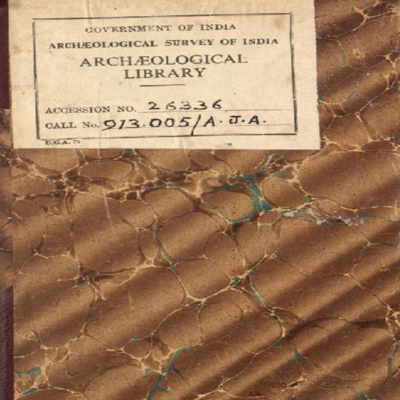 GOVERNMENT OF INDIA
ARCHÆOLOGICAL SURVEY OF INDIA
ARCHÆOLOGICAL
LIBRARY
ACCESSION NO. 26336
CALL No. 913.005/A.J.A.
D.G.A. 79